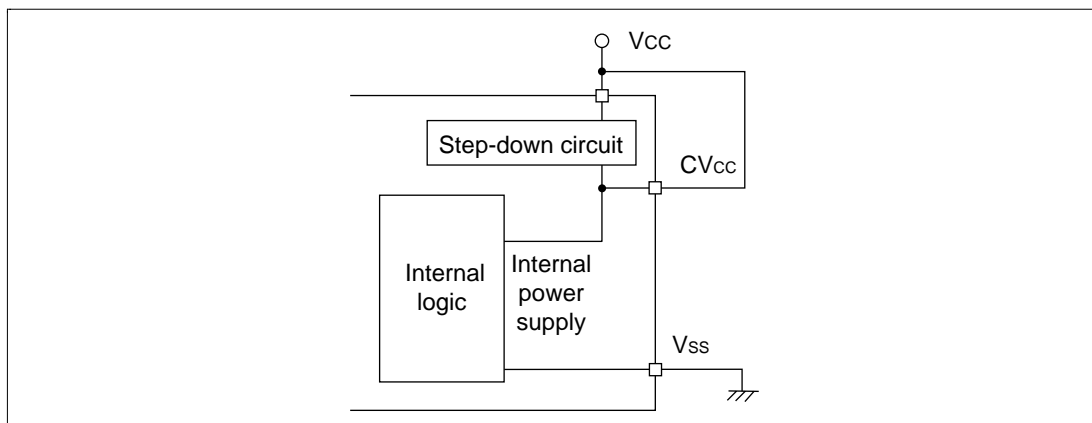 Vcc
Step-down circuit
CVcc
Internal
logic
Internal
power
supply
Vss